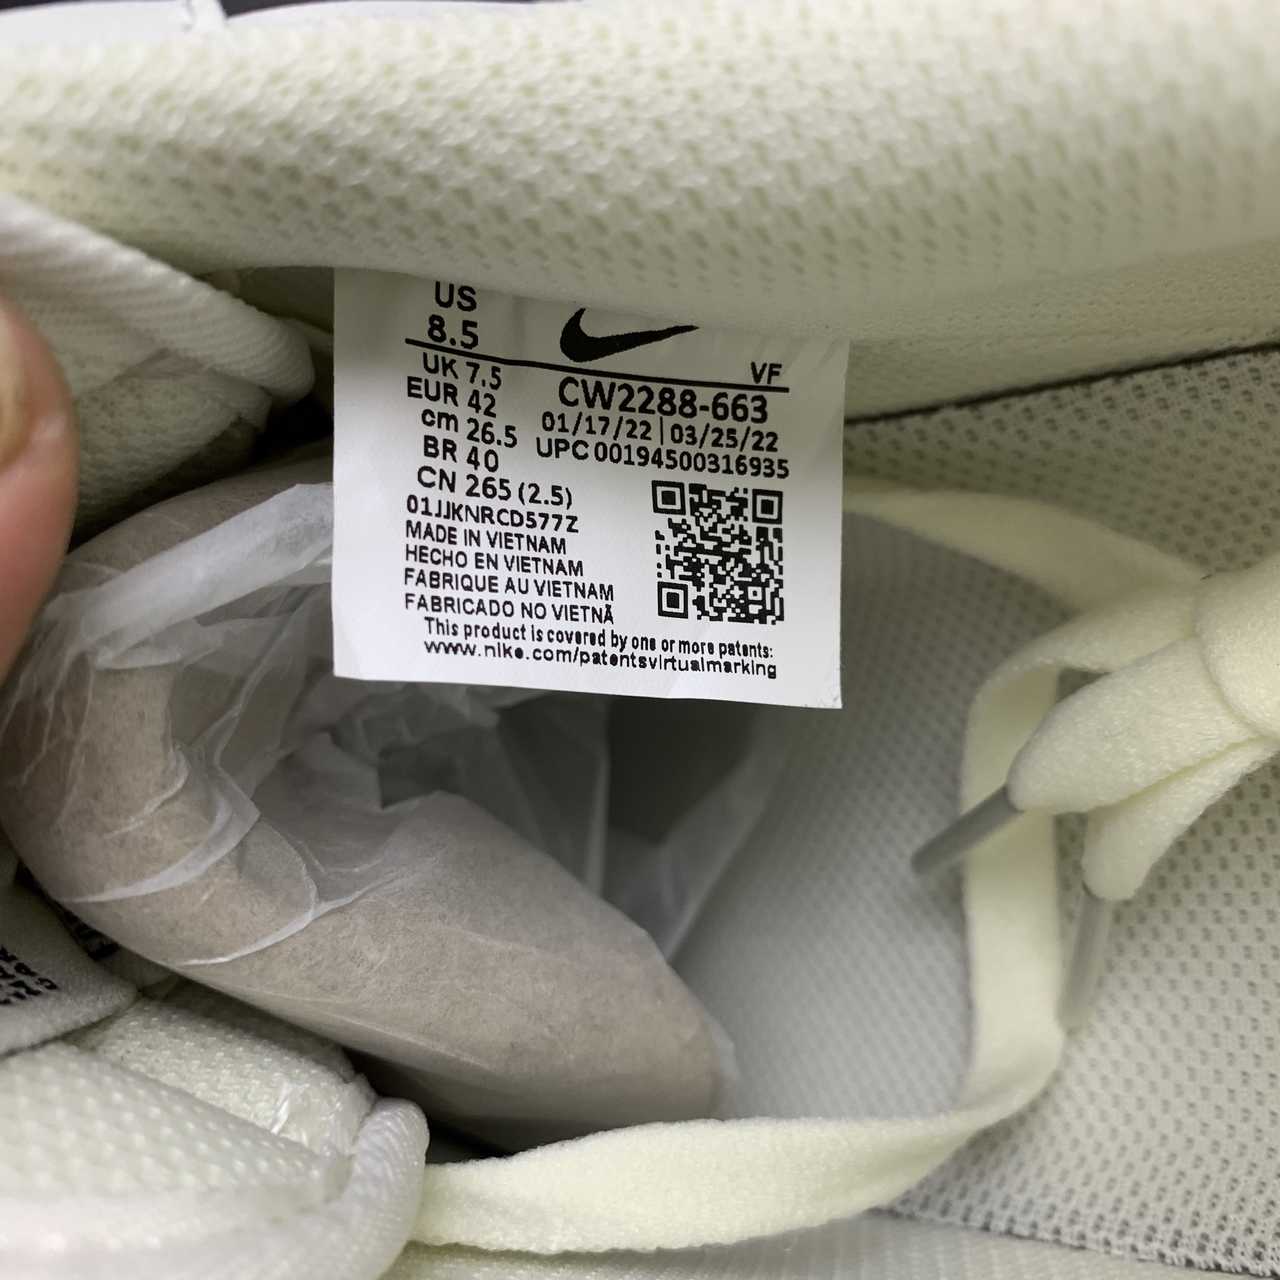 US
8.5
VF
UK 7.5
EUR 42
cm 26.5
BR 40
CN 265 (2.5)
CW2288-663
01/17/22 | 03/25/22
UPC 00194500316935
01JJKNRCD577Z
MADE IN VIETNAM
HECHO EN VIETNAM
FABRIQUE AU VIETNAM
FABRICADO NO VIETNÃ
This product is covered by one or more patents:
www.nike.com/patentsvirtualmarking